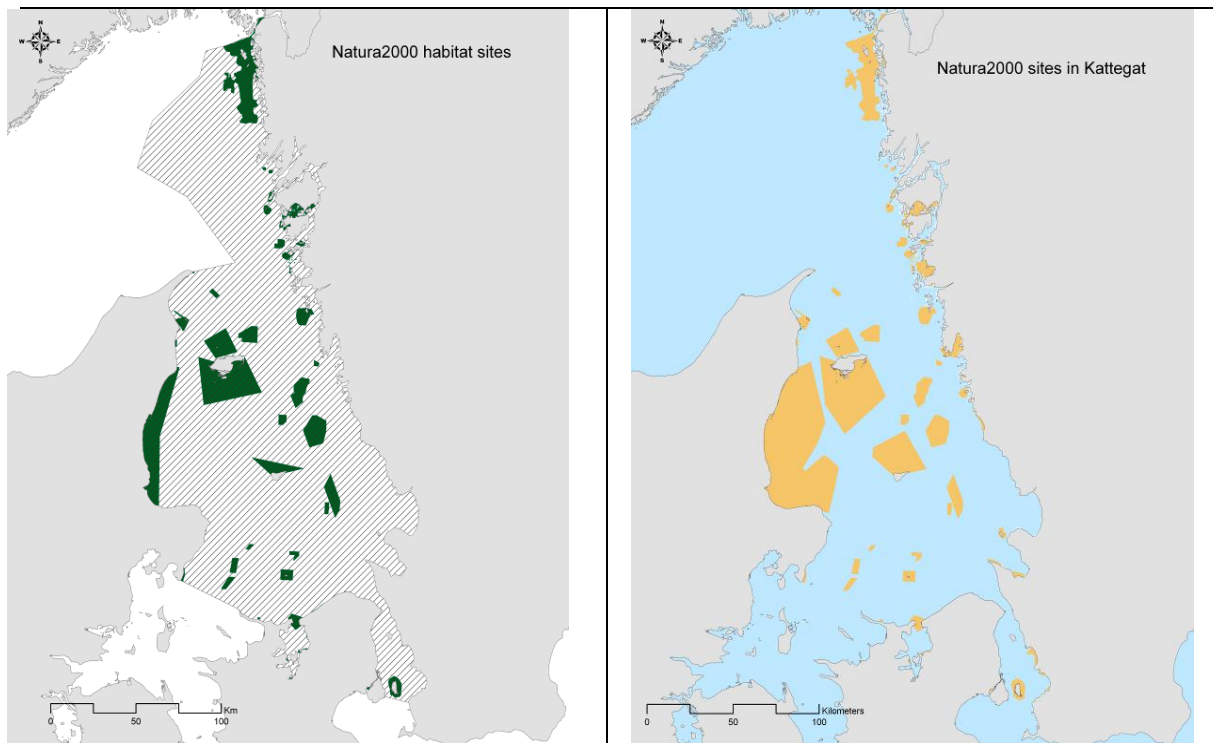 N
W E
S
Natura2000 habitat sites
Km
0 50 100
N
W E
S
Natura2000 sites in Kattegat
Kilometers
0 50 100